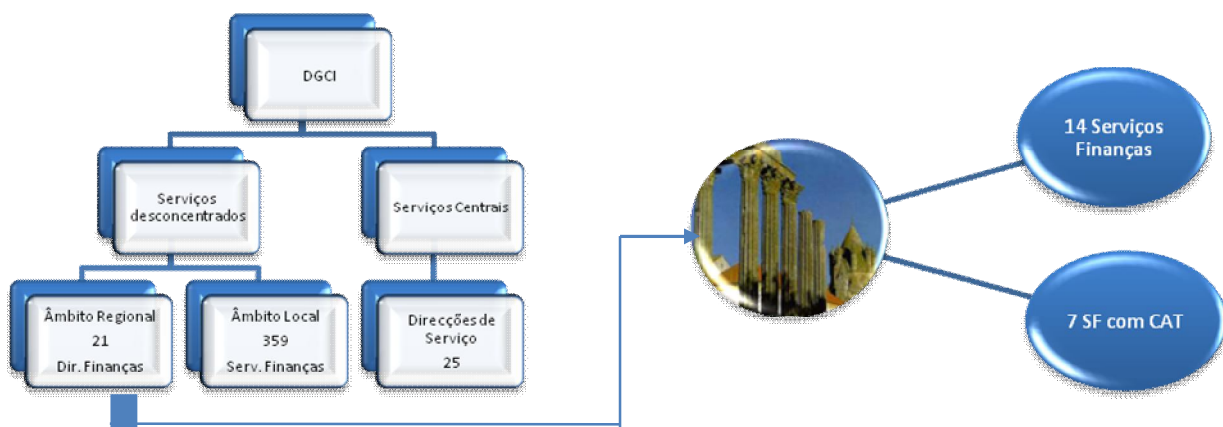 DGCI
Serviços
desconcentrados
Serviços Centrais
Âmbito Regional
21
Dir. Finanças
Âmbito Local
359
Serv. Finanças
Direcções de
Serviço
25
14 Serviços
Finanças
7 SF com CAT